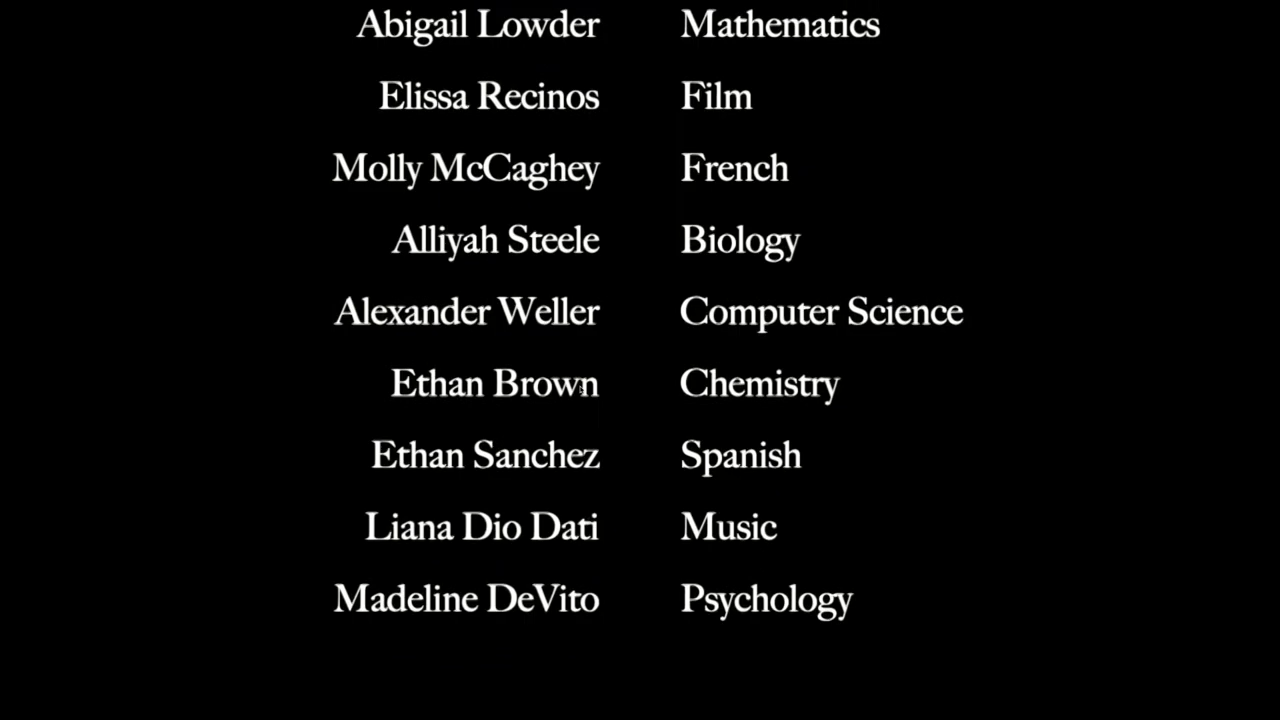 Abigail Lowder Mathematics
Elissa Recinos Film
Molly McCaghey French
Alliyah Steele Biology
Alexander Weller Computer Science
Ethan Brown Chemistry
Ethan Sanchez Spanish
Liana Dio Dati Music
Madeline DeVito Psychology